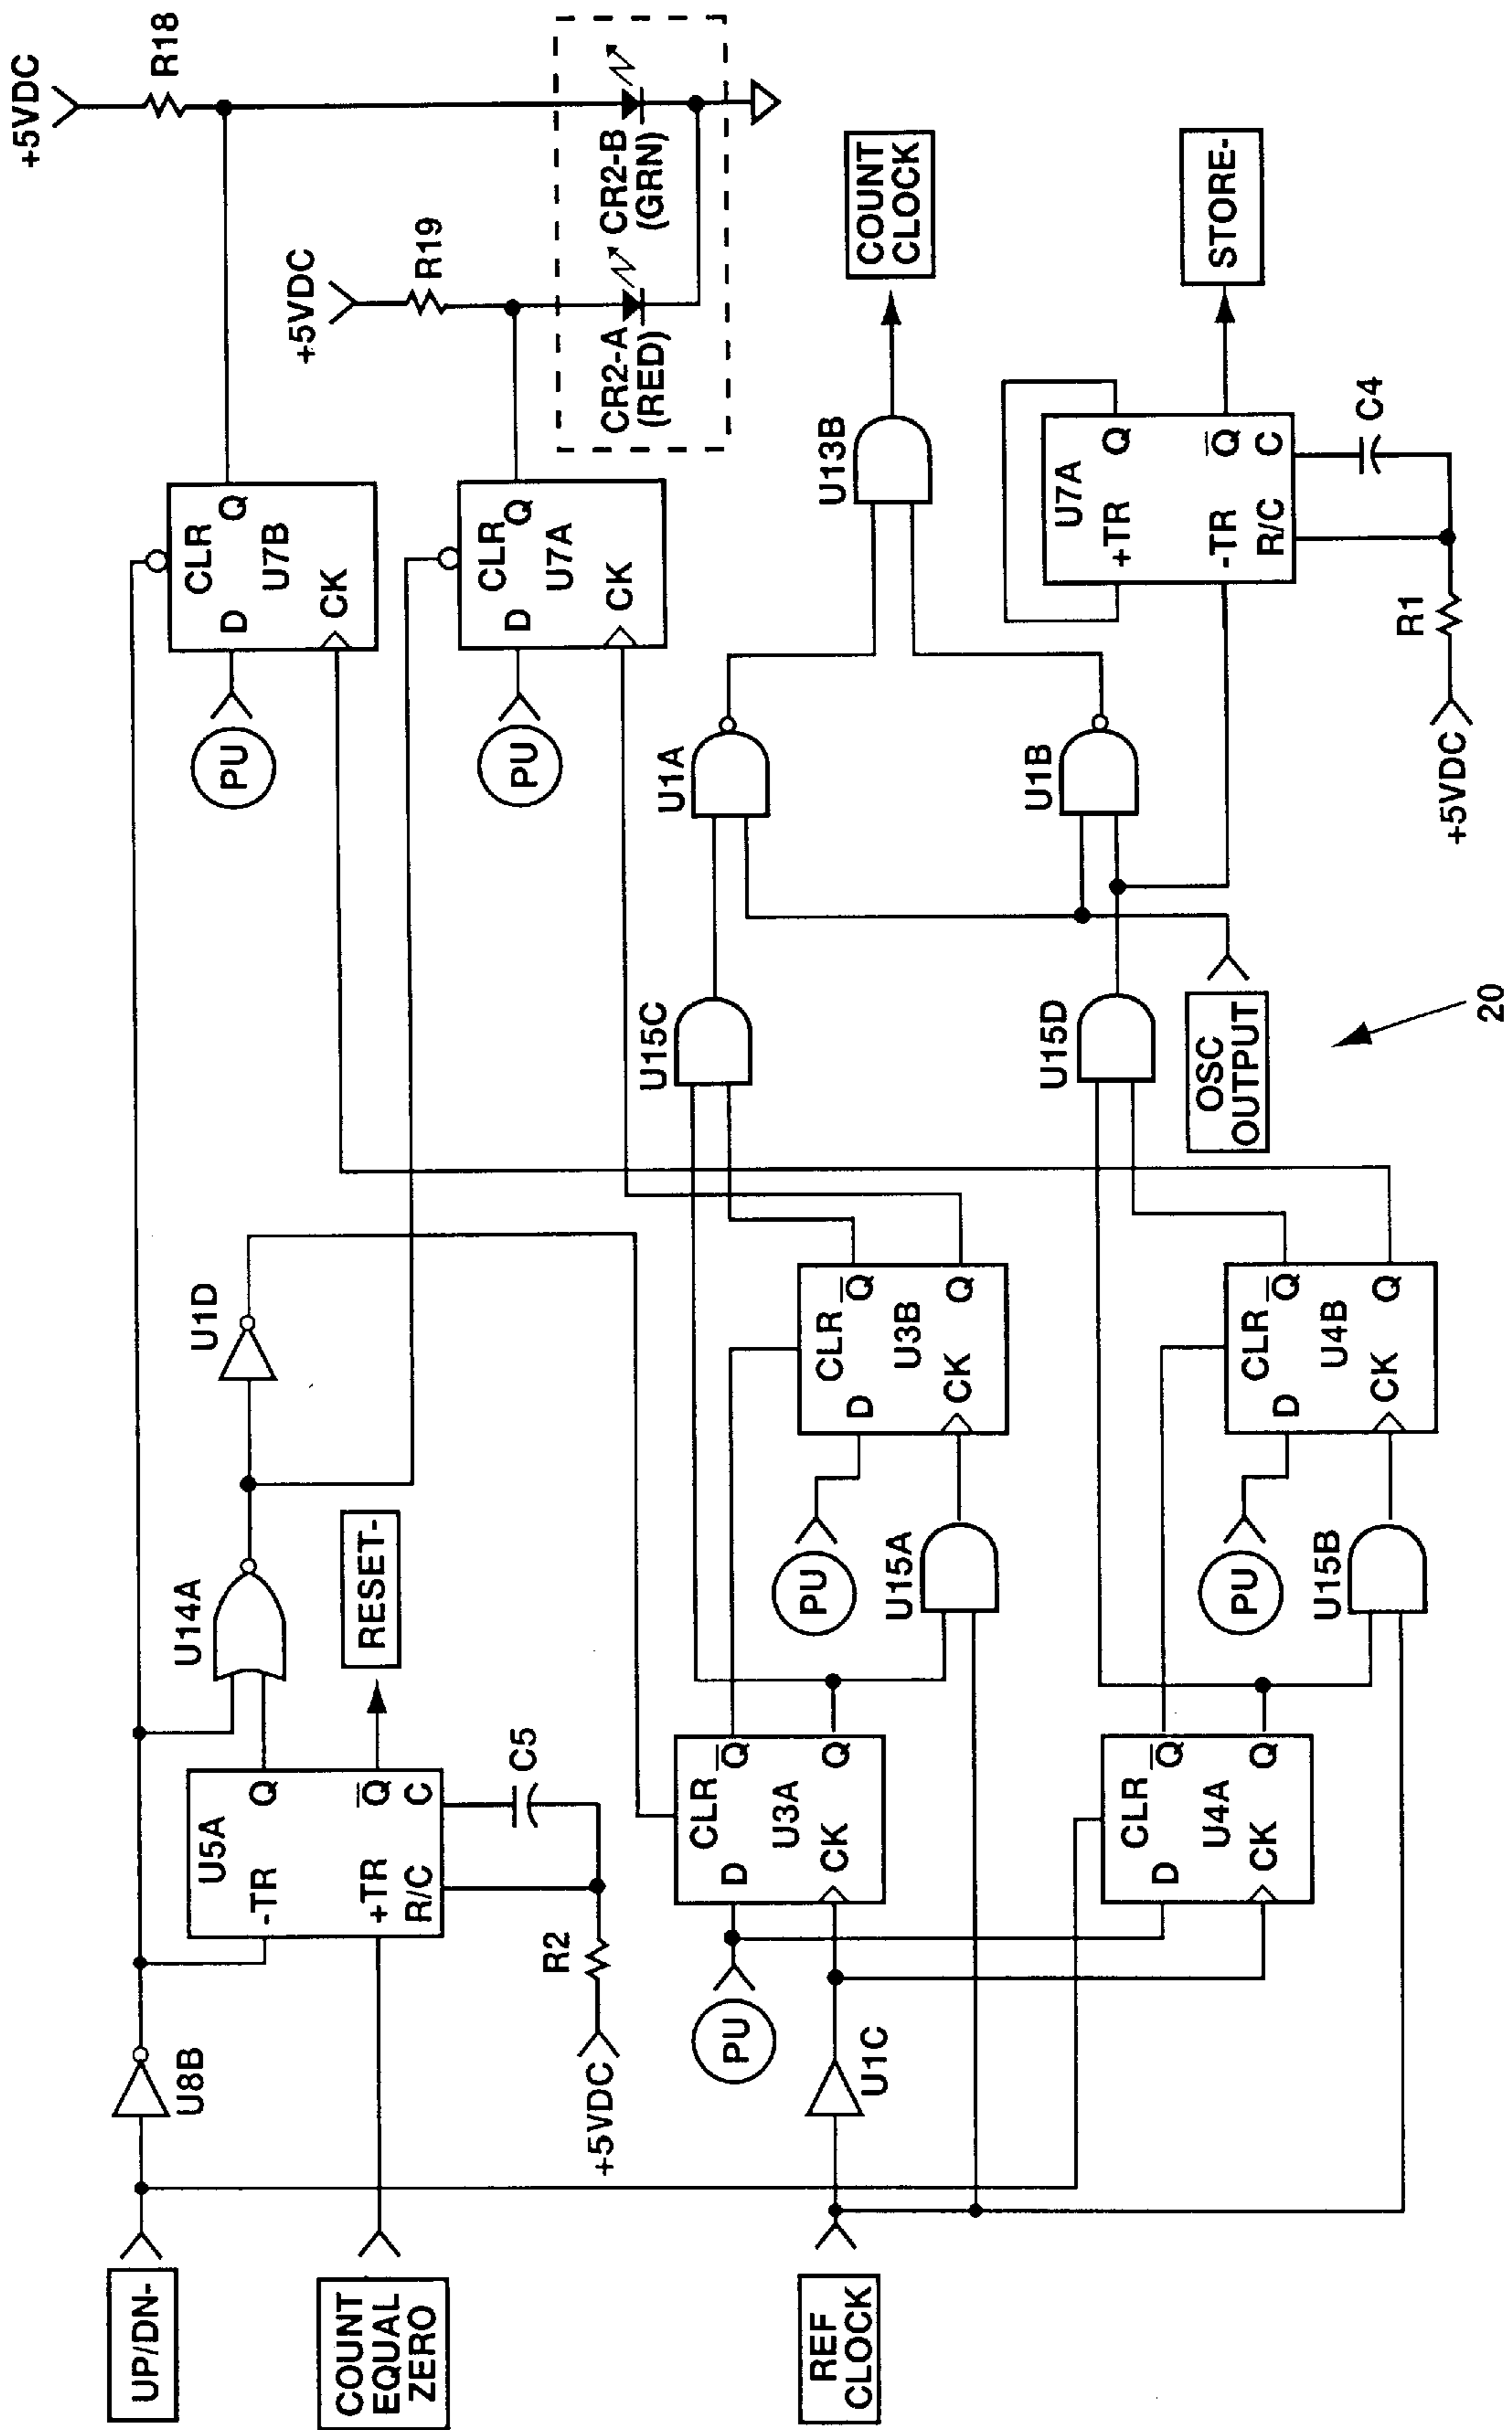 UP/DN-
COUNT
EQUAL
ZERO
REF
CLOCK
U8B
U5A
-TR
Q
+TR
Q
R/C
C
R2
C5
+5VDC
U14A
RESET-
U1D
PU
U1C
CLR
Q
D
U3A
CK
Q
CLR
Q
D
U4A
CK
Q
PU
U15A
PU
U15B
CLR
Q
D
U3B
CK
Q
CLR
Q
D
U4B
CK
Q
U15C
U15D
OSC
OUTPUT
20
U1A
U1B
PU
PU
CLR
D
Q
U7B
CK
CLR
D
Q
U7A
CK
+5VDC
R18
+5VDC
R19
CR2-A
(RED)
CR2-B
(GRN)
U13B
COUNT
CLOCK
U7A
+TR
Q
-TR
Q
R/C
C
R1
C4
+5VDC
STORE-